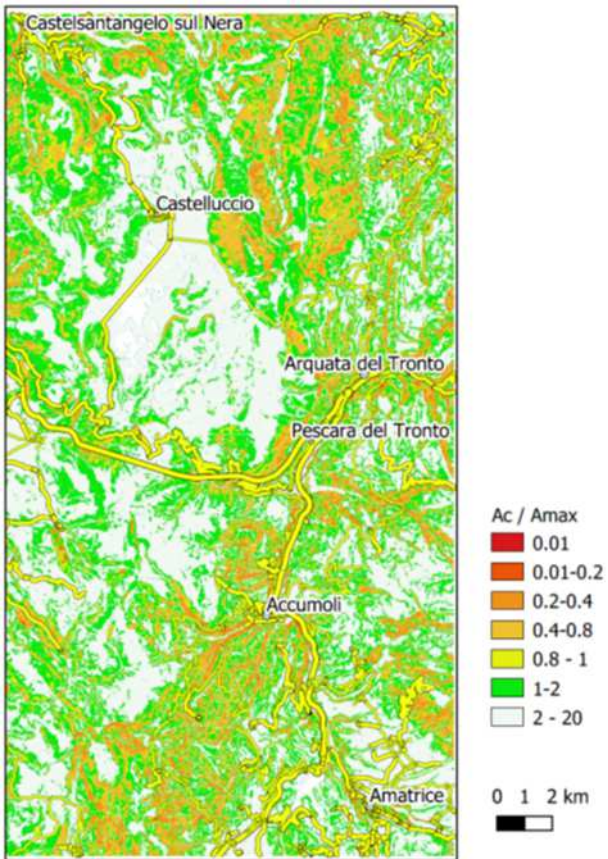 Castelsantangelo sul Nera
Castelluccio
Arquata del Tronto
Pescara del Tronto
Accumoli
Amatrice
Ac / Amax
0.01
0.01-0.2
0.2-0.4
0.4-0.8
0.8 - 1
1-2
2 - 20
0 1 2 km